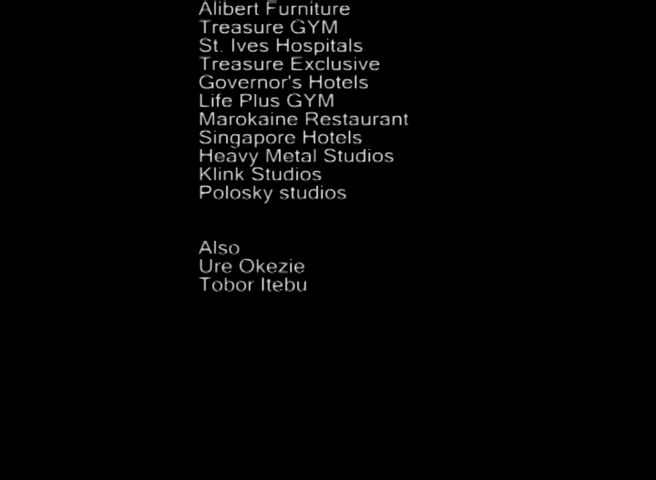 Alibert Furniture
Treasure GYM
St. Ives Hospitals
Treasure Exclusive
Governor's Hotels
Life Plus GYM
Marokaine Restaurant
Singapore Hotels
Heavy Metal Studios
Klink Studios
Polosky studios
Also
Ure Okezie
Tobor Itebu